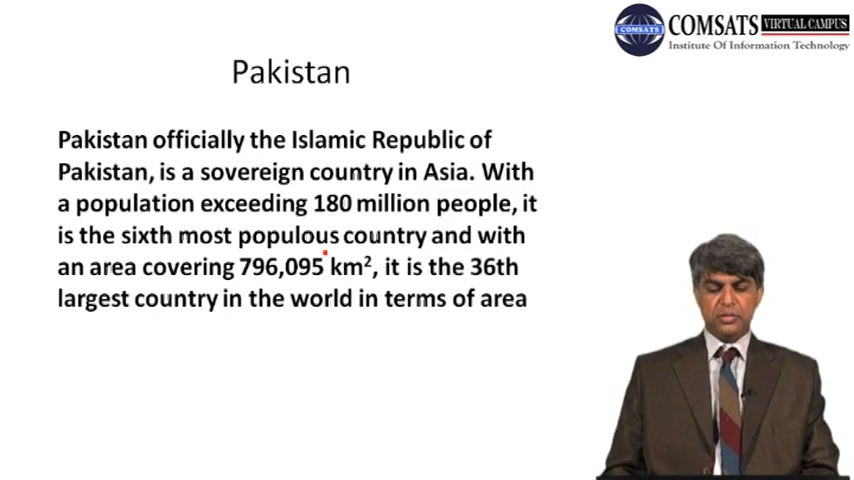 COMSATS VIRTUAL CAMPUS
COMSATS
Institute Of Information Technology
Pakistan
Pakistan officially the Islamic Republic of
Pakistan, is a sovereign country in Asia. With
a population exceeding 180 million people, it
is the sixth most populous country and with
an area covering 796,095 km², it is the 36th
largest country in the world in terms of area